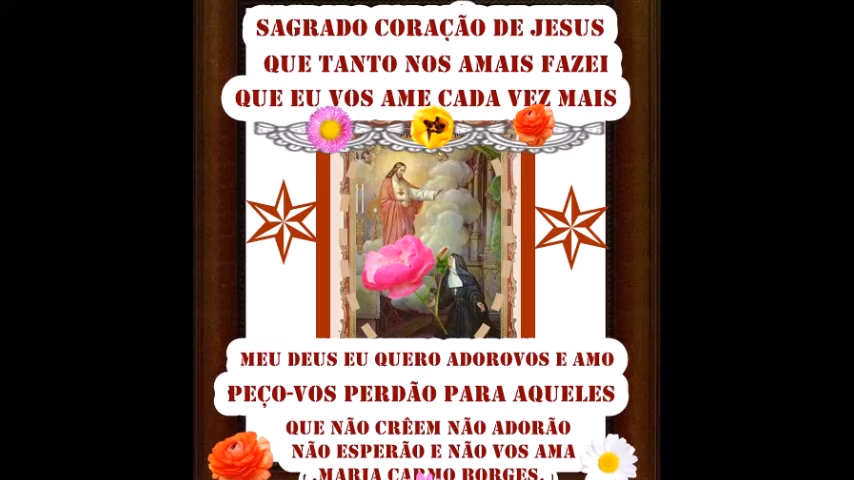 SAGRADO CORAÇÃO DE JESUS
QUE TANTO NOS AMAIS FAZEI
QUE EU VOS AME CADA VEZ MAIS
MEU DEUS EU QUERO ADOROVOS E AMO
PEÇO-VOS PERDÃO PARA AQUELES
QUE NÃO CRÊEM NÃO ADORÃO
NÃO ESPERÃO E NÃO VOS AMA
.MARIA CARMO BORGES.